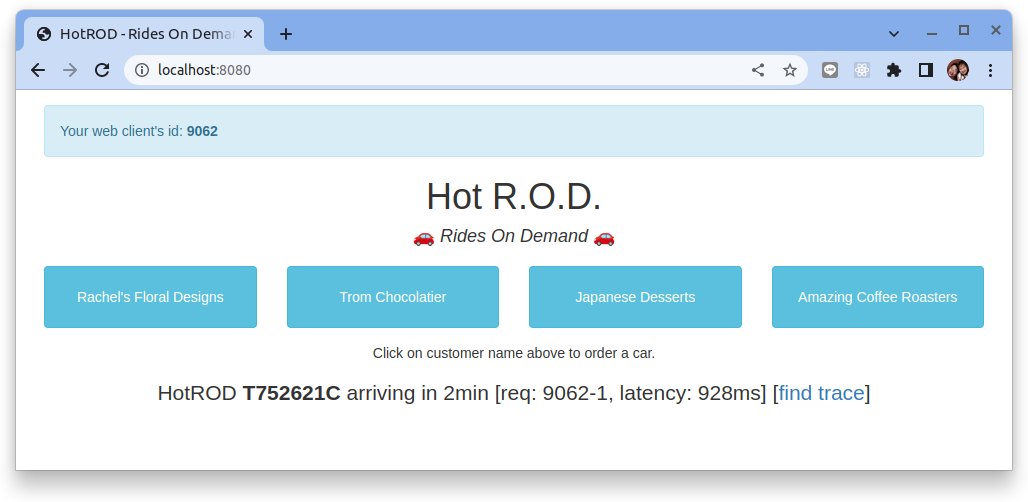 HotROD - Rides On Dema
localhost:8080
Your web client's id: 9062
Hot R.O.D.
Rides On Demand
Rachel's Floral Designs
Trom Chocolatier
Japanese Desserts
Amazing Coffee Roasters
Click on customer name above to order a car.
HotROD T752621C arriving in 2min [req: 9062-1, latency: 928ms] [find trace]